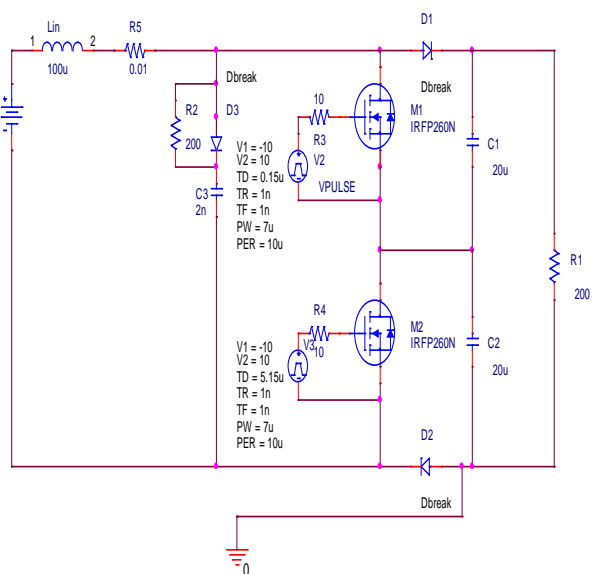 Lin
1
2
100u
R5
0.01
D1
Dbreak
R2
200
D3
Dbreak
C3
2n
V1 = -10
V2 = 10
TD = 0.15u
TR = 1n
TF = 1n
PW = 7u
PER = 10u
10
R3
V2
VPULSE
M1
IRFP260N
C1
20u
R1
200
R4
10
V3
V1 = -10
V2 = 10
TD = 5.15u
TR = 1n
TF = 1n
PW = 7u
PER = 10u
M2
IRFP260N
C2
20u
D2
Dbreak
0